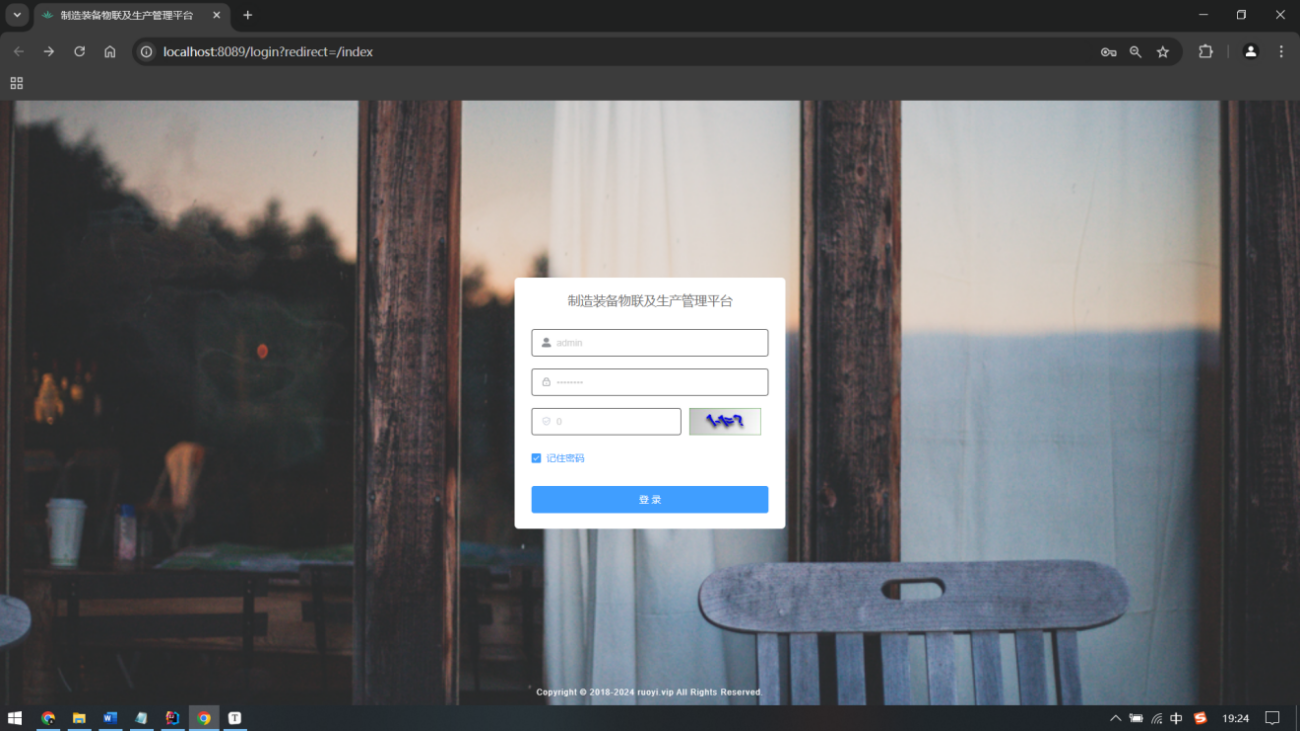 制造装备物联及生产管理平台
localhost:8089/login?redirect=/index
制造装备物联及生产管理平台
admin
••••••••
0
1-1=?
记住密码
登 录
Copyright © 2018-2024 ruoyi.vip All Rights Reserved.
中
19:24